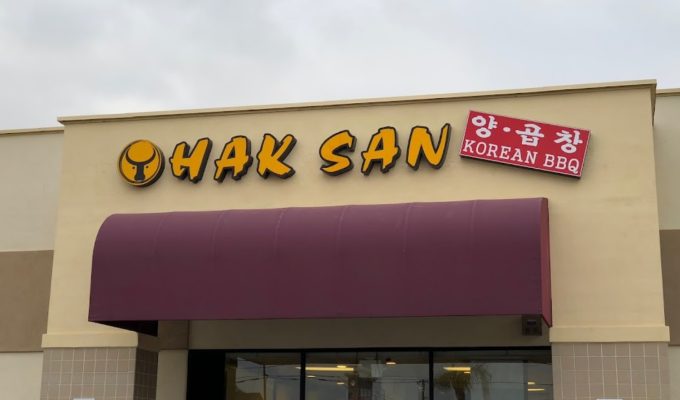 HAK SAN
양·곱창
KOREAN BBQ